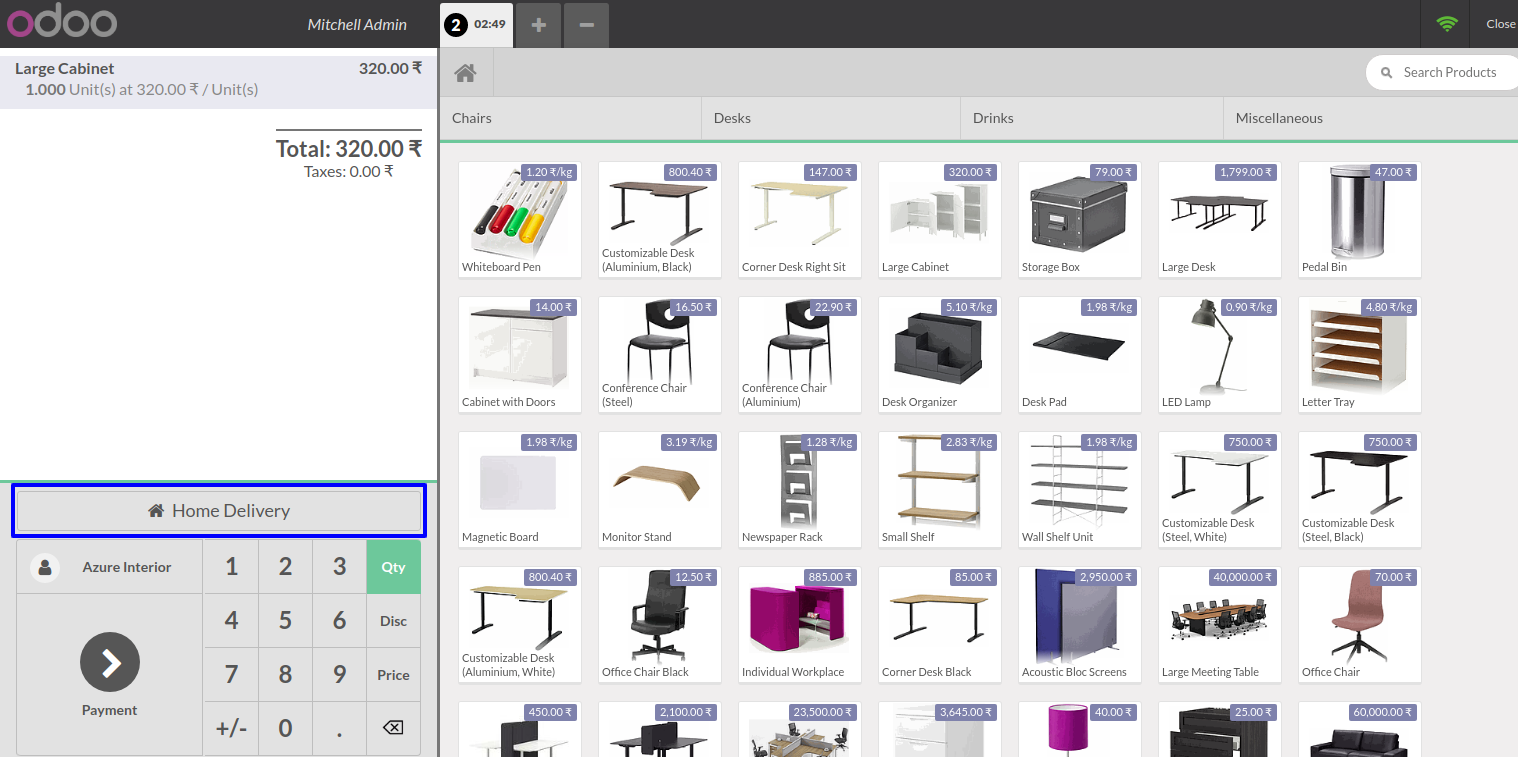 odoo
Mitchell Admin
2 02:49
Close
Large Cabinet 320.00 ₹
1.000 Unit(s) at 320.00 ₹ / Unit(s)
Total: 320.00 ₹
Taxes: 0.00 ₹
Search Products
Chairs Desks Drinks Miscellaneous
1.20 ₹/kg
Whiteboard Pen
800.40 ₹
Customizable Desk
(Aluminium, Black)
147.00 ₹
Corner Desk Right Sit
320.00 ₹
Large Cabinet
79.00 ₹
Storage Box
1,799.00 ₹
Large Desk
47.00 ₹
Pedal Bin
14.00 ₹
Cabinet with Doors
16.50 ₹
Conference Chair
(Steel)
22.90 ₹
Conference Chair
(Aluminium)
5.10 ₹/kg
Desk Organizer
1.98 ₹/kg
Desk Pad
0.90 ₹/kg
LED Lamp
4.80 ₹/kg
Letter Tray
1.98 ₹/kg
Magnetic Board
3.19 ₹/kg
Monitor Stand
1.28 ₹/kg
Newspaper Rack
2.83 ₹/kg
Small Shelf
1.98 ₹/kg
Wall Shelf Unit
750.00 ₹
Customizable Desk
(Steel, White)
750.00 ₹
Customizable Desk
(Steel, Black)
800.40 ₹
Customizable Desk
(Aluminium, White)
12.50 ₹
Office Chair Black
885.00 ₹
Individual Workplace
85.00 ₹
Corner Desk Black
2,950.00 ₹
Acoustic Bloc Screens
40,000.00 ₹
Large Meeting Table
70.00 ₹
Office Chair
450.00 ₹
2,100.00 ₹
23,500.00 ₹
3,645.00 ₹
40.00 ₹
25.00 ₹
60,000.00 ₹
Home Delivery
Azure Interior
Payment
1 2 3 Qty
4 5 6 Disc
7 8 9 Price
+/- 0 .